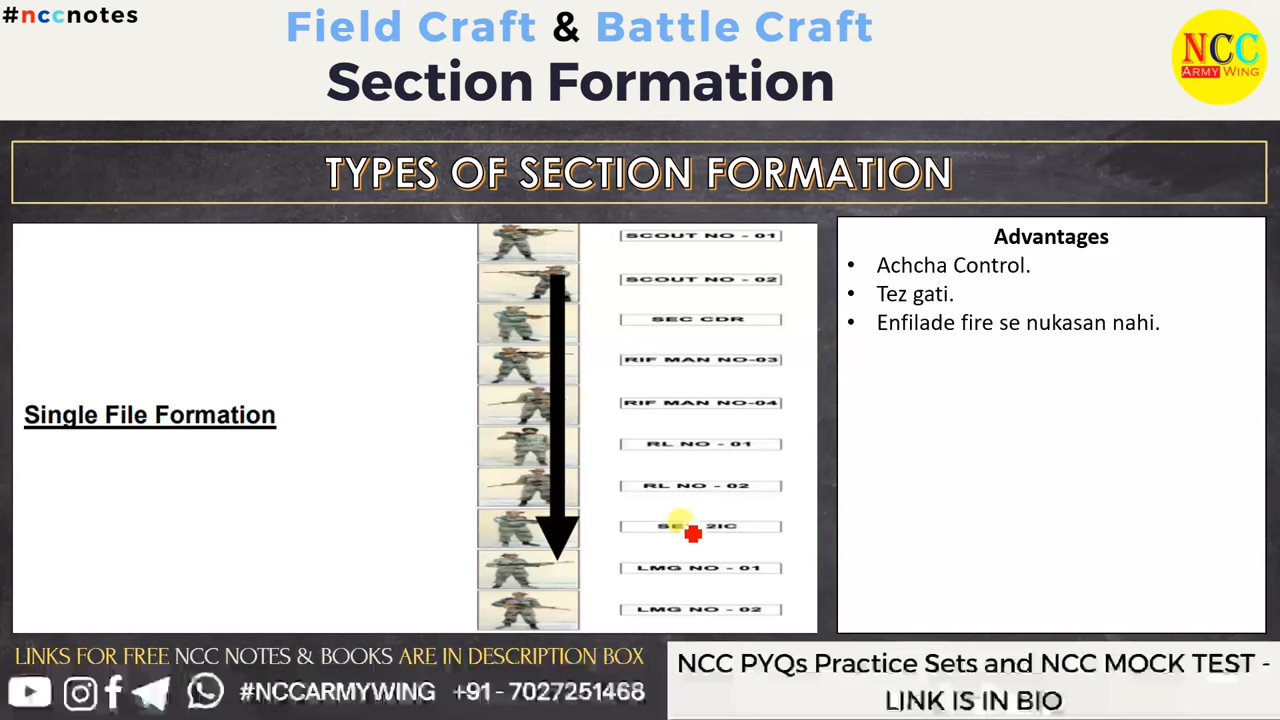 #nccnotes
Field Craft & Battle Craft
Section Formation
NCC
ARMY WING
TYPES OF SECTION FORMATION
Single File Formation
SCOUT NO - 01
SCOUT NO - 02
SEC CDR
RIF MAN NO-03
RIF MAN NO-04
RL NO - 01
RL NO - 02
2IC
LMG NO - 01
LMG NO - 02
Advantages
• Achcha Control.
• Tez gati.
• Enfilade fire se nukasan nahi.
LINKS FOR FREE NCC NOTES & BOOKS ARE IN DESCRIPTION BOX
#NCCARMYWING +91 - 7027251468
NCC PYQs Practice Sets and NCC MOCK TEST -
LINK IS IN BIO